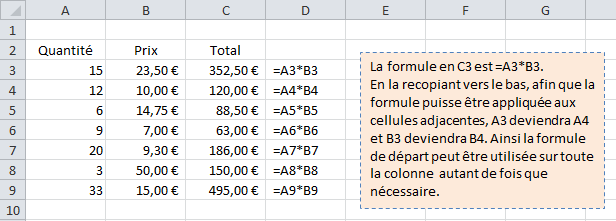 A B C D E F G
1
2 Quantité Prix Total
3 15 23,50 € 352,50 € =A3*B3
4 12 10,00 € 120,00 € =A4*B4
5 6 14,75 € 88,50 € =A5*B5
6 9 7,00 € 63,00 € =A6*B6
7 20 9,30 € 186,00 € =A7*B7
8 3 50,00 € 150,00 € =A8*B8
9 33 15,00 € 495,00 € =A9*B9
10
La formule en C3 est =A3*B3.
En la recopiant vers le bas, afin que la
formule puisse être appliquée aux
cellules adjacentes, A3 deviendra A4
et B3 deviendra B4. Ainsi la formule
de départ peut être utilisée sur toute
la colonne autant de fois que
nécessaire.